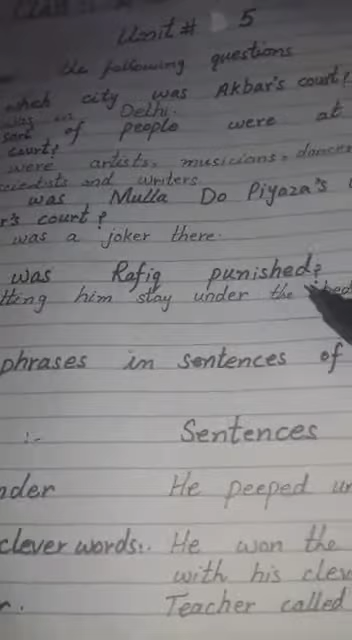 Unit # 5
the following questions
which city was Akbar's court?
was in Delhi.
sort of people were at
court?
were artists, musicians, dancers
scientists and writers
was Mulla Do Piyaza's
r's court?
was a joker there.
was Rafiq punished?
tting him stay under the bed
phrases in sentences of
:- Sentences
nder He peeped un
clever words:. He won the
with his clev
r. Teacher called